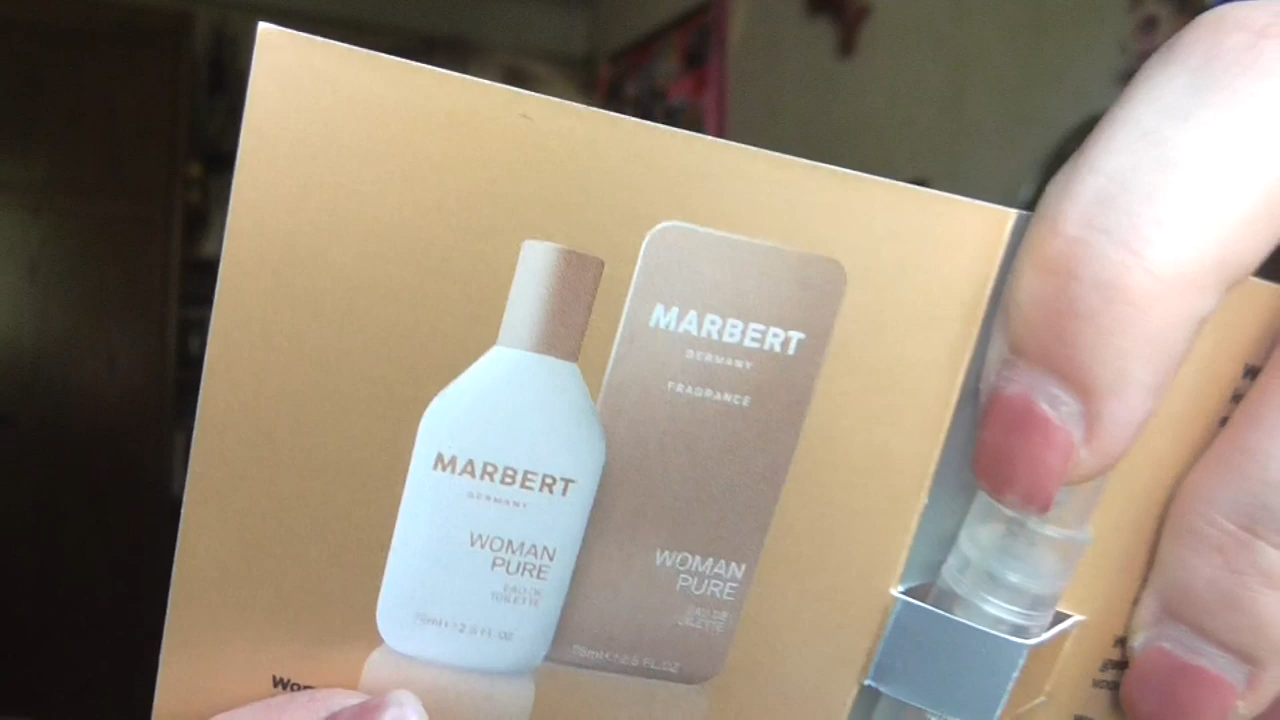 MARBERT
GERMANY
WOMAN
PURE
EAU DE
TOILETTE
75ml e 2.5 FL.OZ
MARBERT
GERMANY
FRAGRANCE
WOMAN
PURE
EAU DE
TOILETTE
75ml e 2.5 FL.OZ